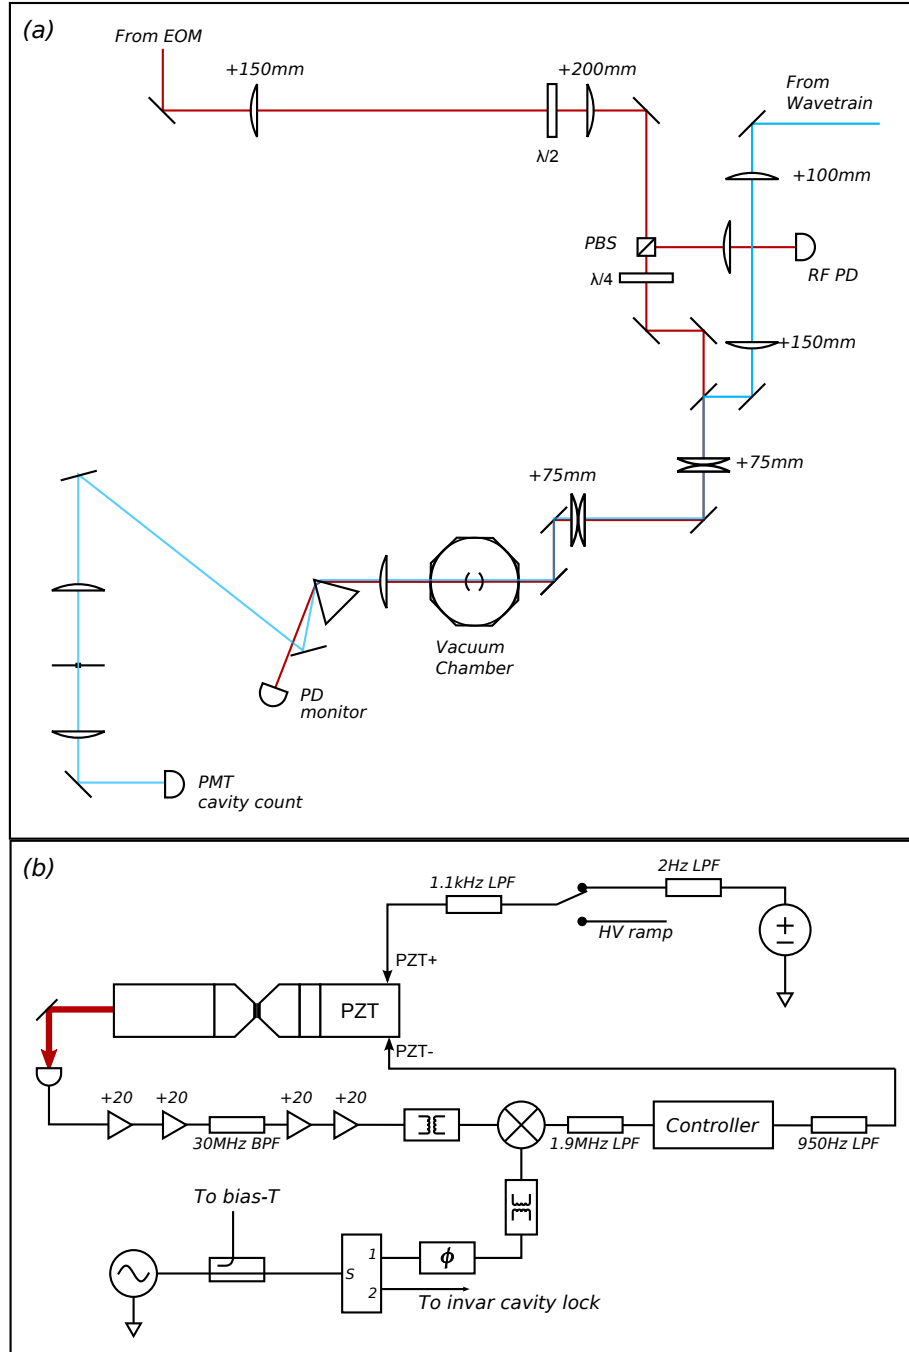 (a)
From EOM
+150mm
+200mm
From
Wavetrain
λ/2
+100mm
PBS
RF PD
λ/4
+150mm
+75mm
+75mm
Vacuum
Chamber
PD
monitor
PMT
cavity count
(b)
2Hz LPF
1.1kHz LPF
HV ramp
+
−
PZT+
PZT
PZT-
+20
+20
+20
+20
30MHz BPF
1.9MHz LPF
Controller
950Hz LPF
To bias-T
S
1
2
ϕ
To invar cavity lock